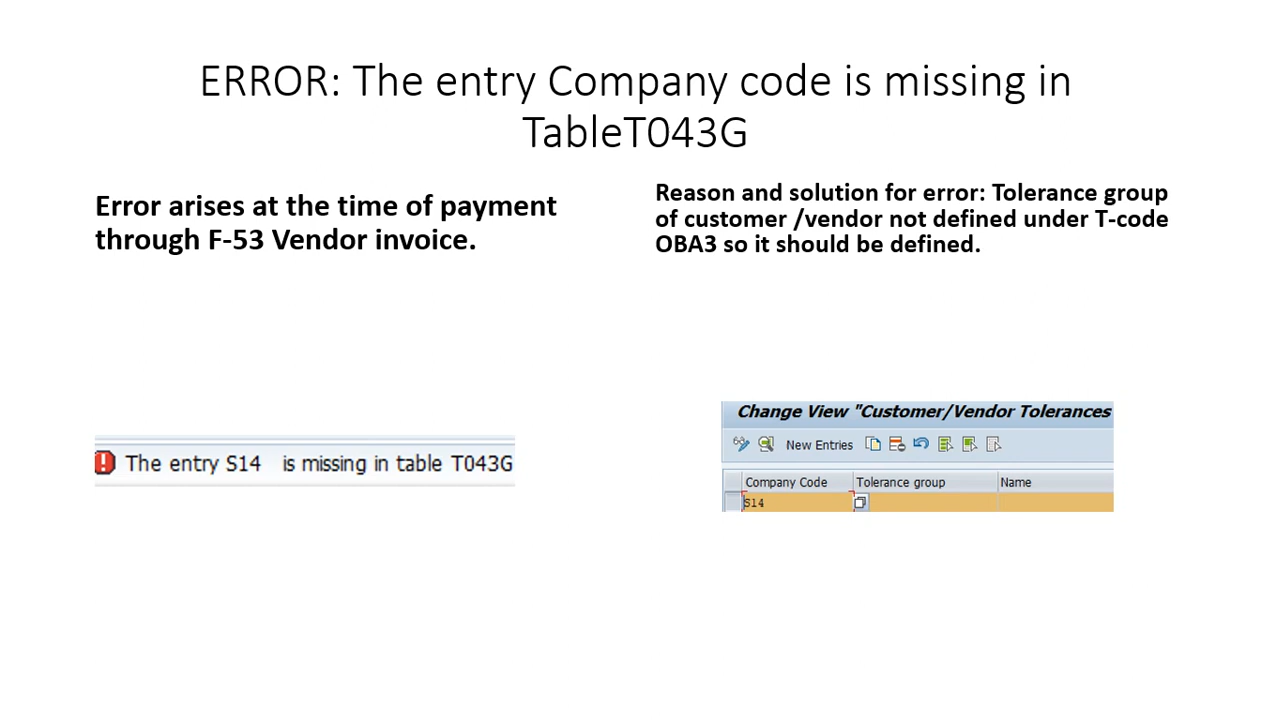 ERROR: The entry Company code is missing in
TableT043G
Error arises at the time of payment
through F-53 Vendor invoice.
Reason and solution for error: Tolerance group
of customer /vendor not defined under T-code
OBA3 so it should be defined.
The entry S14 is missing in table T043G
Change View "Customer/Vendor Tolerances
New Entries
Company Code Tolerance group Name
S14